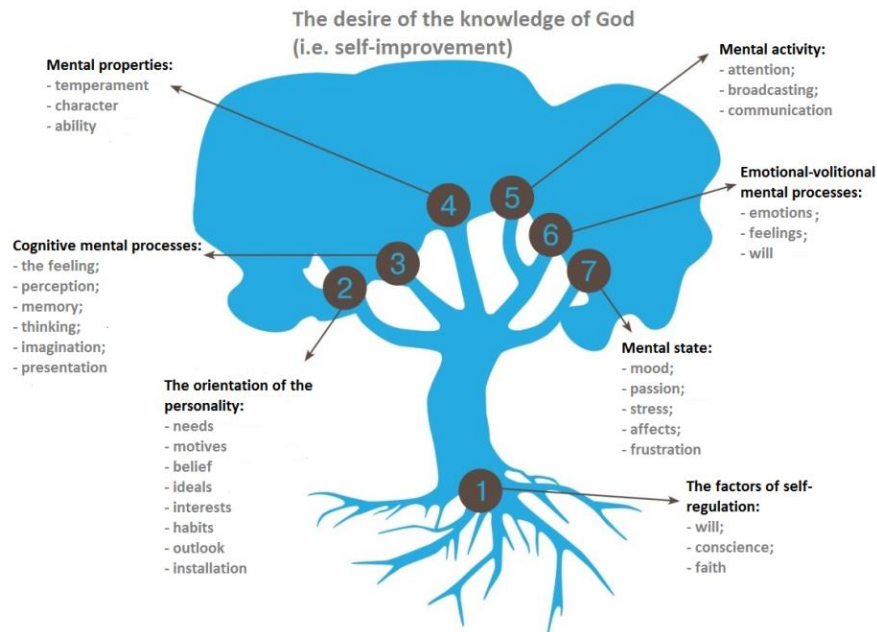 The desire of the knowledge of God
(i.e. self-improvement)
Mental properties:
- temperament
- character
- ability
Mental activity:
- attention;
- broadcasting;
- communication
Emotional-volitional
mental processes:
- emotions;
- feelings;
- will
Cognitive mental processes:
- the feeling;
- perception;
- memory;
- thinking;
- imagination;
- presentation
4
5
6
3
2
7
Mental state:
- mood;
- passion;
- stress;
- affects;
- frustration
The orientation of the
personality:
- needs
- motives
- belief
- ideals
- interests
- habits
- outlook
- installation
1
The factors of self-
regulation:
- will;
- conscience;
- faith